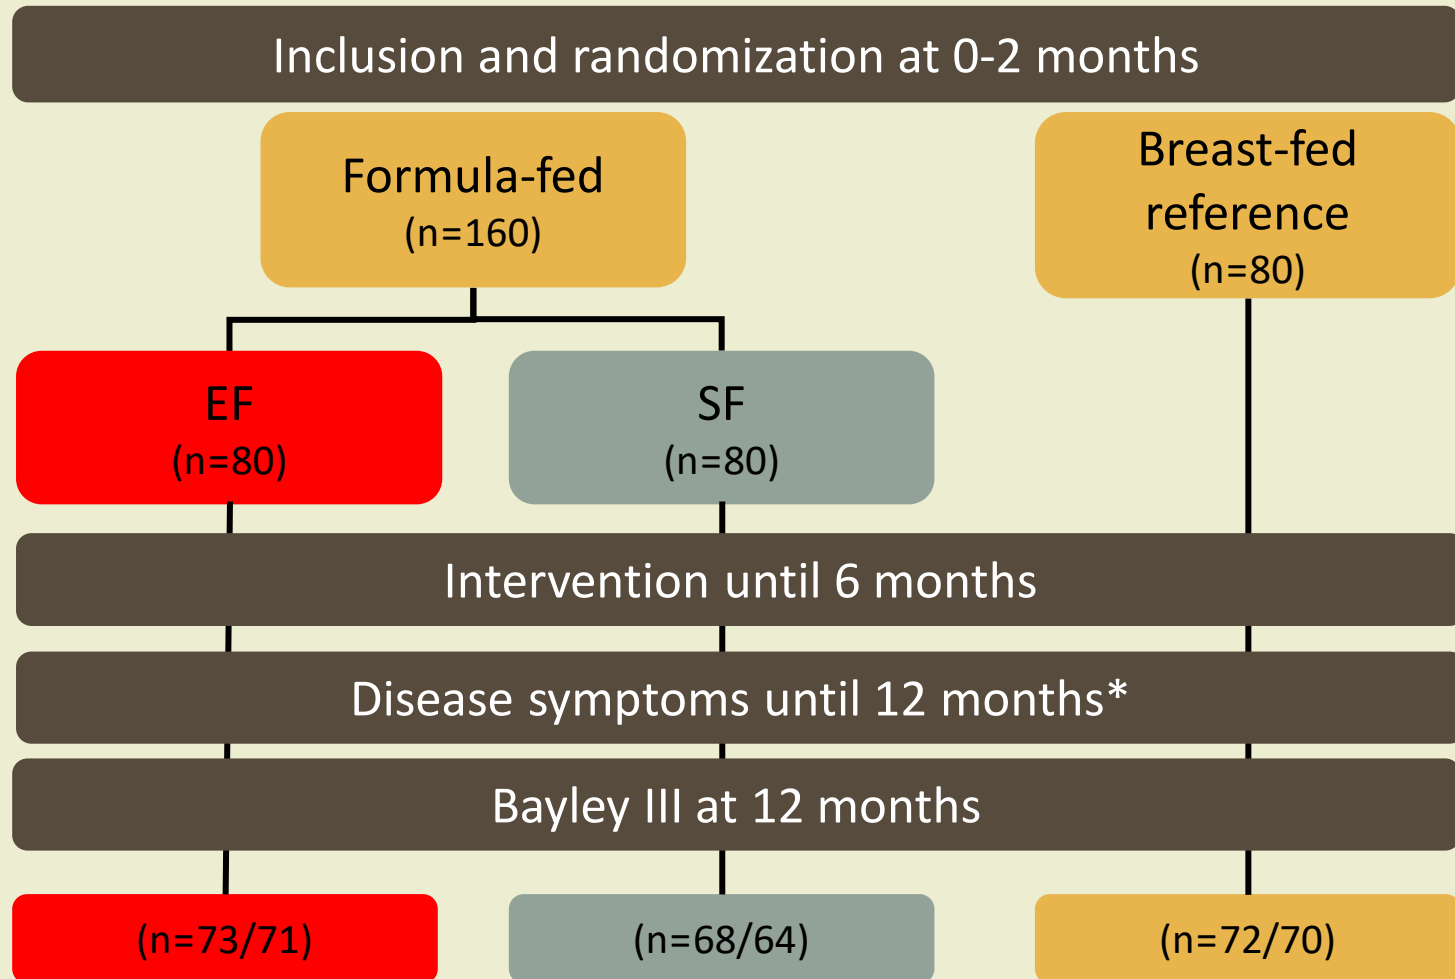 Inclusion and randomization at 0-2 months
Formula-fed
(n=160)
Breast-fed
reference
(n=80)
EF
(n=80)
SF
(n=80)
Intervention until 6 months
Disease symptoms until 12 months*
Bayley III at 12 months
(n=73/71)
(n=68/64)
(n=72/70)